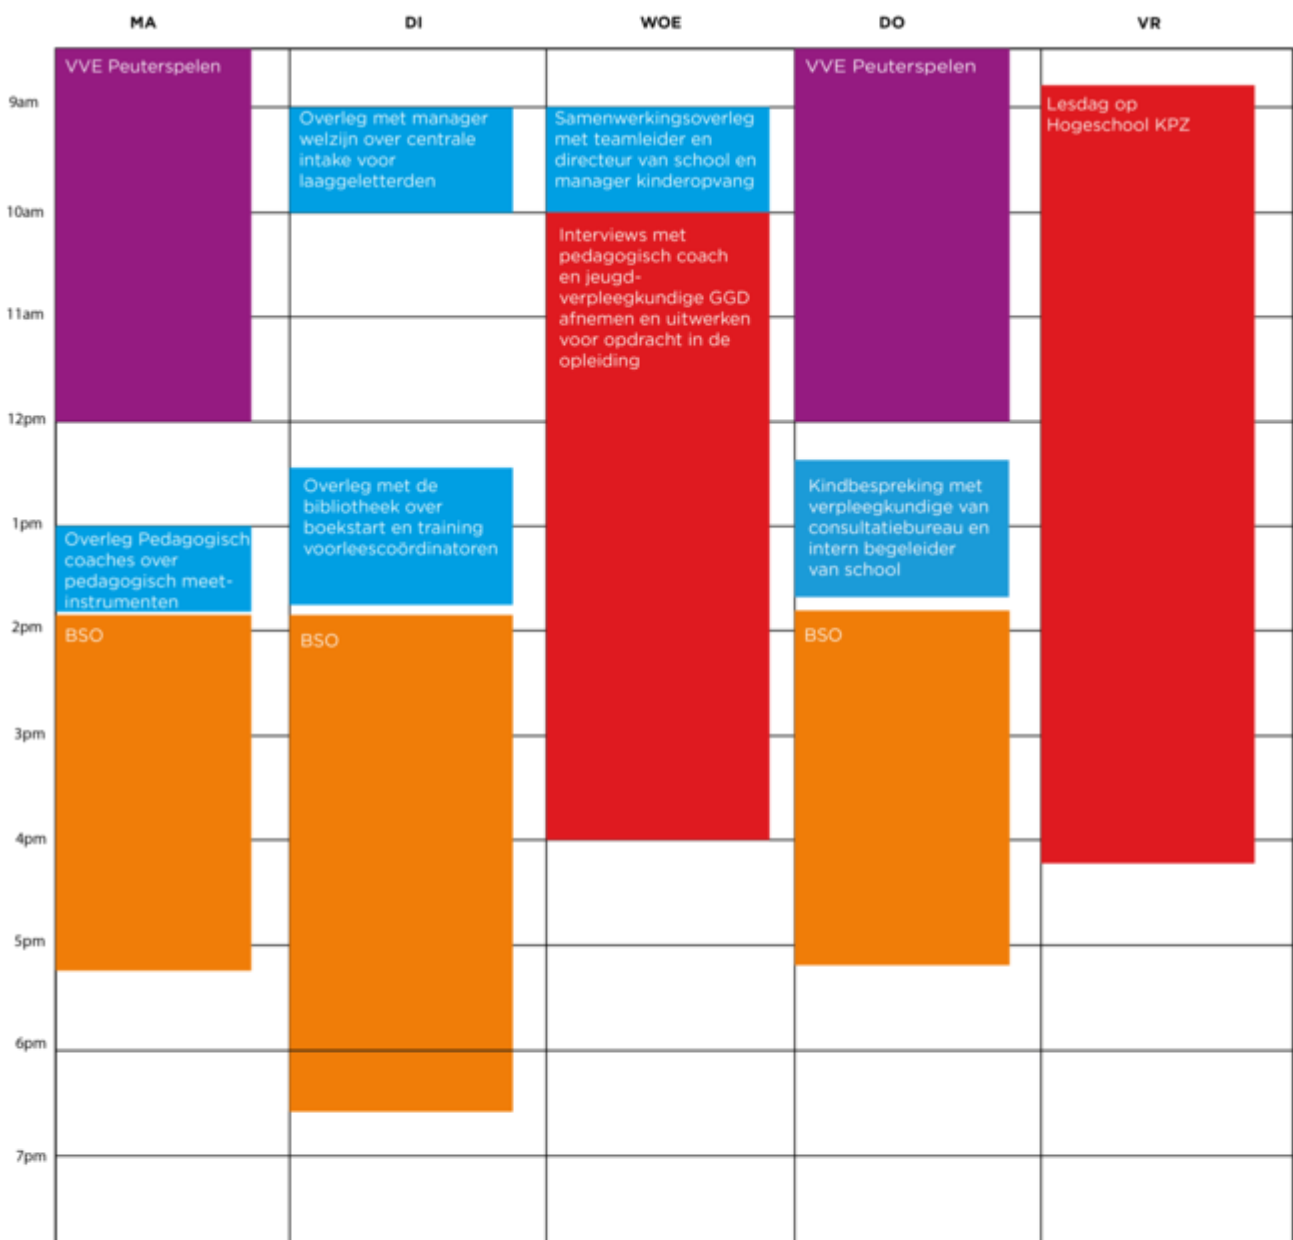 MA
DI
WOE
DO
VR
9am
10am
11am
12pm
1pm
2pm
3pm
4pm
5pm
6pm
7pm
VVE Peuterspelen
Overleg Pedagogisch
coaches over
pedagogisch meet-
instrumenten
BSO
Overleg met manager
welzijn over centrale
intake voor
laaggeletterden
Overleg met de
bibliotheek over
boekstart en training
voorleescoördinatoren
BSO
Samenwerkingsoverleg
met teamleider en
directeur van school en
manager kinderopvang
Interviews met
pedagogisch coach
en jeugd-
verpleegkundige GGD
afnemen en uitwerken
voor opdracht in de
opleiding
VVE Peuterspelen
Kindbespreking met
verpleegkundige van
consultatiebureau en
intern begeleider
van school
BSO
Lesdag op
Hogeschool KPZ